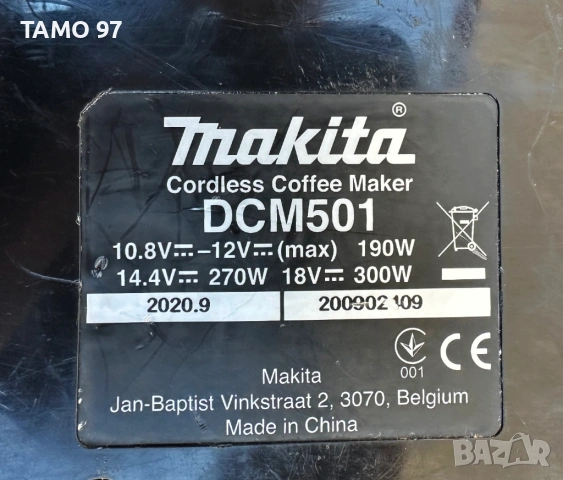 TAMO 97
makita®
Cordless Coffee Maker
DCM501
10.8V⎓–12V⎓(max) 190W
14.4V⎓ 270W 18V⎓ 300W
2020.9 200902109
001
CE
Makita
Jan-Baptist Vinkstraat 2, 3070, Belgium
Made in China
BAZAR